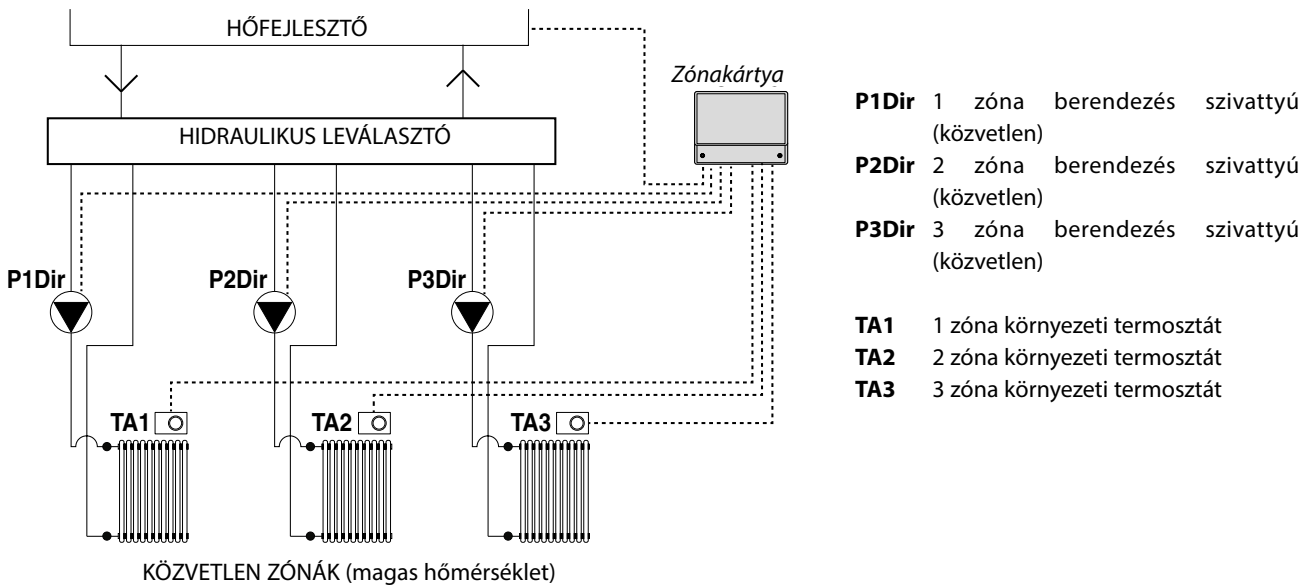 HŐFEJLESZTŐ
Zónakártya
HIDRAULIKUS LEVÁLASZTÓ
P1Dir
P2Dir
P3Dir
TA1
TA2
TA3
KÖZVETLEN ZÓNÁK (magas hőmérséklet)
P1Dir 1 zóna berendezés szivattyú
(közvetlen)
P2Dir 2 zóna berendezés szivattyú
(közvetlen)
P3Dir 3 zóna berendezés szivattyú
(közvetlen)
TA1 1 zóna környezeti termosztát
TA2 2 zóna környezeti termosztát
TA3 3 zóna környezeti termosztát